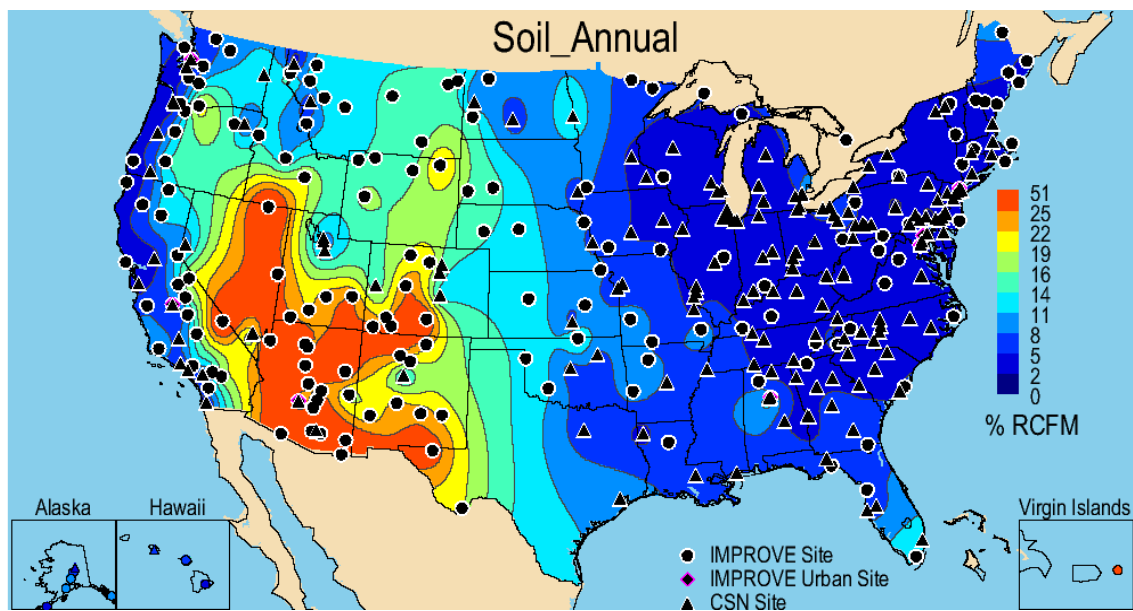 Soil_Annual
51
25
22
19
16
14
11
8
5
2
0
% RCFM
Alaska
Hawaii
Virgin Islands
IMPROVE Site
IMPROVE Urban Site
CSN Site